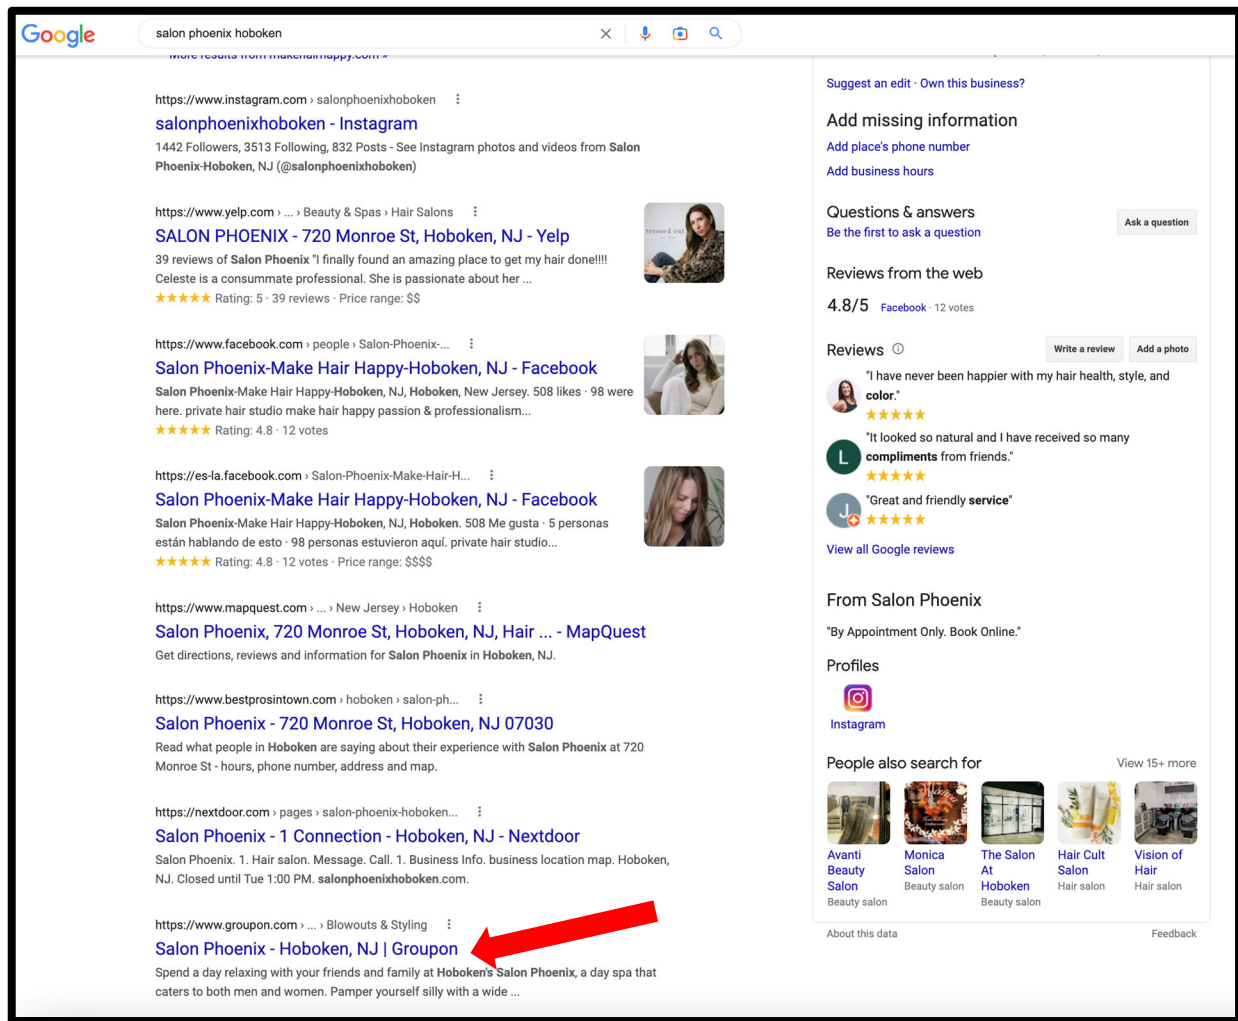 Google
salon phoenix hoboken
More results from makehairhappy.com »
https://www.instagram.com › salonphoenixhoboken
salonphoenixhoboken - Instagram
1442 Followers, 3513 Following, 832 Posts - See Instagram photos and videos from Salon
Phoenix-Hoboken, NJ (@salonphoenixhoboken)
https://www.yelp.com › ... › Beauty & Spas › Hair Salons
SALON PHOENIX - 720 Monroe St, Hoboken, NJ - Yelp
39 reviews of Salon Phoenix "I finally found an amazing place to get my hair done!!!!
Celeste is a consummate professional. She is passionate about her ...
Rating: 5 · 39 reviews · Price range: $$
tressed out
https://www.facebook.com › people › Salon-Phoenix-...
Salon Phoenix-Make Hair Happy-Hoboken, NJ - Facebook
Salon Phoenix-Make Hair Happy-Hoboken, NJ, Hoboken, New Jersey. 508 likes · 98 were
here. private hair studio make hair happy passion & professionalism...
Rating: 4.8 · 12 votes
https://es-la.facebook.com › Salon-Phoenix-Make-Hair-H...
Salon Phoenix-Make Hair Happy-Hoboken, NJ - Facebook
Salon Phoenix-Make Hair Happy-Hoboken, NJ, Hoboken. 508 Me gusta · 5 personas
están hablando de esto · 98 personas estuvieron aquí. private hair studio...
Rating: 4.8 · 12 votes · Price range: $$$$
https://www.mapquest.com › ... › New Jersey › Hoboken
Salon Phoenix, 720 Monroe St, Hoboken, NJ, Hair ... - MapQuest
Get directions, reviews and information for Salon Phoenix in Hoboken, NJ.
https://www.bestprosintown.com › hoboken › salon-ph...
Salon Phoenix - 720 Monroe St, Hoboken, NJ 07030
Read what people in Hoboken are saying about their experience with Salon Phoenix at 720
Monroe St - hours, phone number, address and map.
https://nextdoor.com › pages › salon-phoenix-hoboken...
Salon Phoenix - 1 Connection - Hoboken, NJ - Nextdoor
Salon Phoenix. 1. Hair salon. Message. Call. 1. Business Info. business location map. Hoboken,
NJ. Closed until Tue 1:00 PM. salonphoenixhoboken.com.
https://www.groupon.com › ... › Blowouts & Styling
Salon Phoenix - Hoboken, NJ | Groupon
Spend a day relaxing with your friends and family at Hoboken's Salon Phoenix, a day spa that
caters to both men and women. Pamper yourself silly with a wide ...
Suggest an edit · Own this business?
Add missing information
Add place's phone number
Add business hours
Questions & answers
Be the first to ask a question
Ask a question
Reviews from the web
4.8/5 Facebook · 12 votes
Reviews
Write a review
Add a photo
"I have never been happier with my hair health, style, and
color."
L
"It looked so natural and I have received so many
compliments from friends."
J
"Great and friendly service"
View all Google reviews
From Salon Phoenix
"By Appointment Only. Book Online."
Profiles
Instagram
People also search for
View 15+ more
Avanti
Beauty
Salon
Beauty salon
Monica
Salon
Beauty salon
The Salon
At
Hoboken
Beauty salon
Hair Cult
Salon
Hair salon
Vision of
Hair
Hair salon
About this data
Feedback